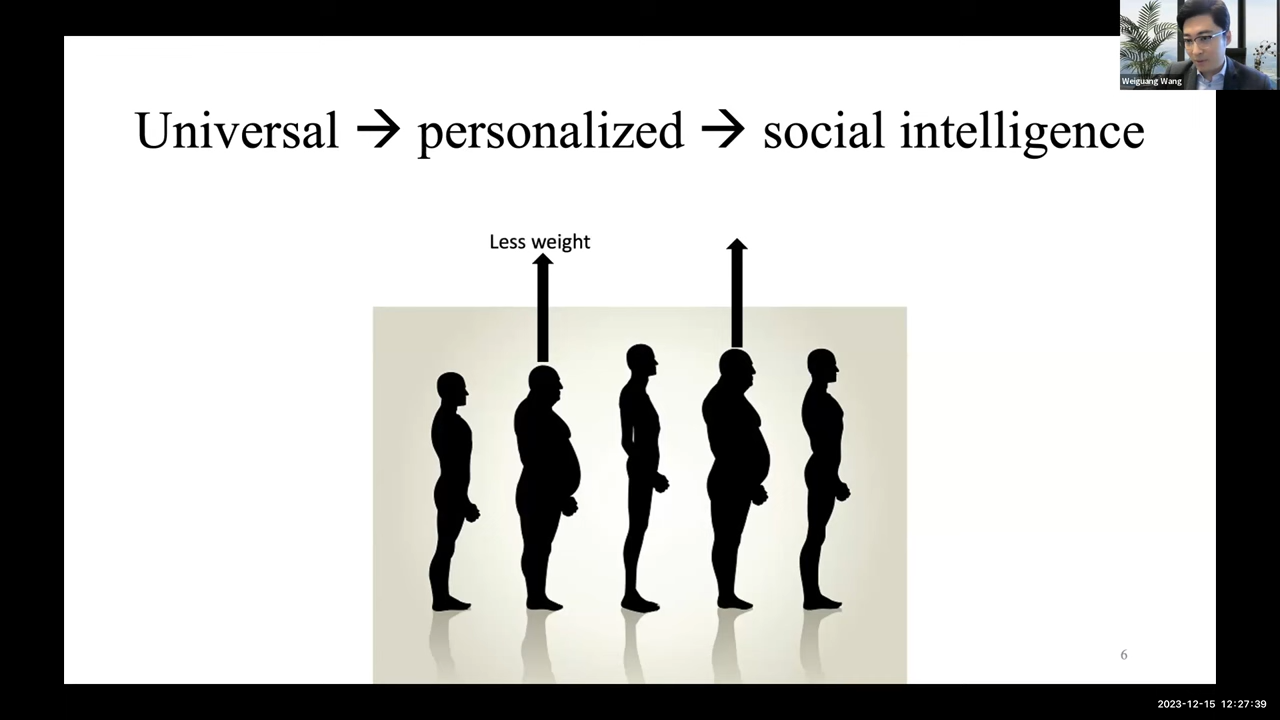 Weiguang Wang
Universal → personalized → social intelligence
Less weight
6
2023-12-15 12:27:39